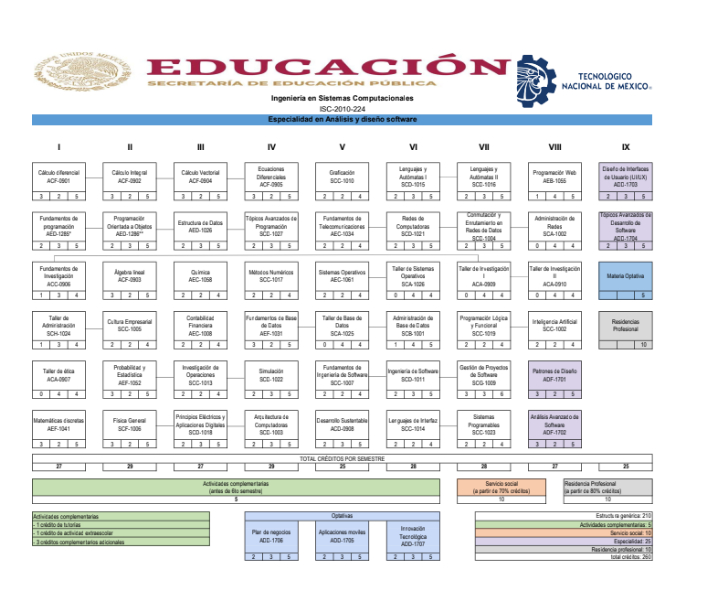 ESTADOS UNIDOS MEXICANOS
EDUCACIÓN
SECRETARÍA DE EDUCACIÓN PÚBLICA
TECNOLOGICO
NACIONAL DE MÉXICO
Ingeniería en Sistemas Computacionales
ISC-2010-224
Especialidad en Análisis y diseño software
I II III IV V VI VII VIII IX
Cálculo diferencial
ACF-0901
3 2 5
Cálculo Integral
ACF-0902
3 2 5
Cálculo Vectorial
ACF-0904
3 2 5
Ecuaciones
Diferenciales
ACF-0905
3 2 5
Graficación
SCC-1010
2 2 4
Lenguajes y
Autómatas I
SCD-1015
2 3 5
Lenguajes y
Autómatas II
SCD-1016
2 3 5
Programación Web
AEB-1055
1 4 5
Diseño de Interfaces
de Usuario (UI/UX)
ADD-1703
2 3 5
Fundamentos de
programación
AED-1285*
2 3 5
Programación
Orientada a Objetos
AED-1286**
2 3 5
Estructura de Datos
AED-1026
2 3 5
Tópicos Avanzados de
Programación
SCD-1027
2 3 5
Fundamentos de
Telecomunicaciones
AEC-1034
2 2 4
Redes de
Computadoras
SCD-1021
2 3 5
Conmutación y
Enrutamiento en
Redes de Datos
SCD-1004
2 3 5
Administración de
Redes
SCA-1002
0 4 4
Tópicos Avanzados de
Desarrollo de
Software
ADD-1704
2 3 5
Fundamentos de
Investigación
ACC-0906
1 3 4
Álgebra lineal
ACF-0903
3 2 5
Química
AEC-1058
2 2 4
Métodos Numéricos
SCC-1017
2 2 4
Sistemas Operativos
AEC-1061
2 2 4
Taller de Sistemas
Operativos
SCA-1026
0 4 4
Taller de Investigación
I
ACA-0909
0 4 4
Taller de Investigación
II
ACA-0910
0 4 4
Materia Optativa
5
Taller de
Administración
SCH-1024
1 3 4
Cultura Empresarial
SCC-1005
2 2 4
Contabilidad
Financiera
AEC-1008
2 2 4
Fundamentos de Base
de Datos
AEF-1031
3 2 5
Taller de Base de
Datos
SCA-1025
0 4 4
Administración de
Base de Datos
SCB-1001
1 4 5
Programación Lógica
y Funcional
SCC-1019
2 2 4
Inteligencia Artificial
SCC-1002
2 2 4
Residencias
Profesional
10
Taller de ética
ACA-0907
0 4 4
Probabilidad y
Estadística
AEF-1052
3 2 5
Investigación de
Operaciones
SCC-1013
2 2 4
Simulación
SCD-1022
2 3 5
Fundamentos de
Ingeniería de Software
SCC-1007
2 2 4
Ingeniería de Software
SCD-1011
2 3 5
Gestión de Proyectos
de Software
SCG-1009
3 3 6
Patrones de Diseño
ADF-1701
3 2 5
Matemáticas discretas
AEF-1041
3 2 5
Física General
SCF-1006
3 2 5
Principios Eléctricos y
Aplicaciones Digitales
SCD-1018
2 3 5
Arquitectura de
Computadoras
SCD-1003
2 3 5
Desarrollo Sustentable
ACD-0908
2 3 5
Lenguajes de Interfaz
SCC-1014
2 2 4
Sistemas
Programables
SCC-1023
2 2 4
Análisis Avanzado de
Software
ADF-1702
3 2 5
TOTAL CRÉDITOS POR SEMESTRE
27 29 27 29 25 28 28 27 25
Actividades complementarias
(antes de 6to semestre)
5
Servicio social
(a partir de 70% créditos)
10
Residencia Profesional
(a partir de 80% créditos)
10
Actividades complementarias
- 1 crédito de tutorias
- 1 crédito de actividad extraescolar
- 3 créditos complementarios adicionales
Optativas
Plan de negocios
ADD-1706
2 3 5
Aplicaciones moviles
ADD-1705
2 3 5
Innovación
Tecnológica
ADD-1707
2 3 5
Estructura genérica: 210
Actividades complementarias: 5
Servicio social: 10
Especialidad: 25
Residencia profesional: 10
total créditos: 260